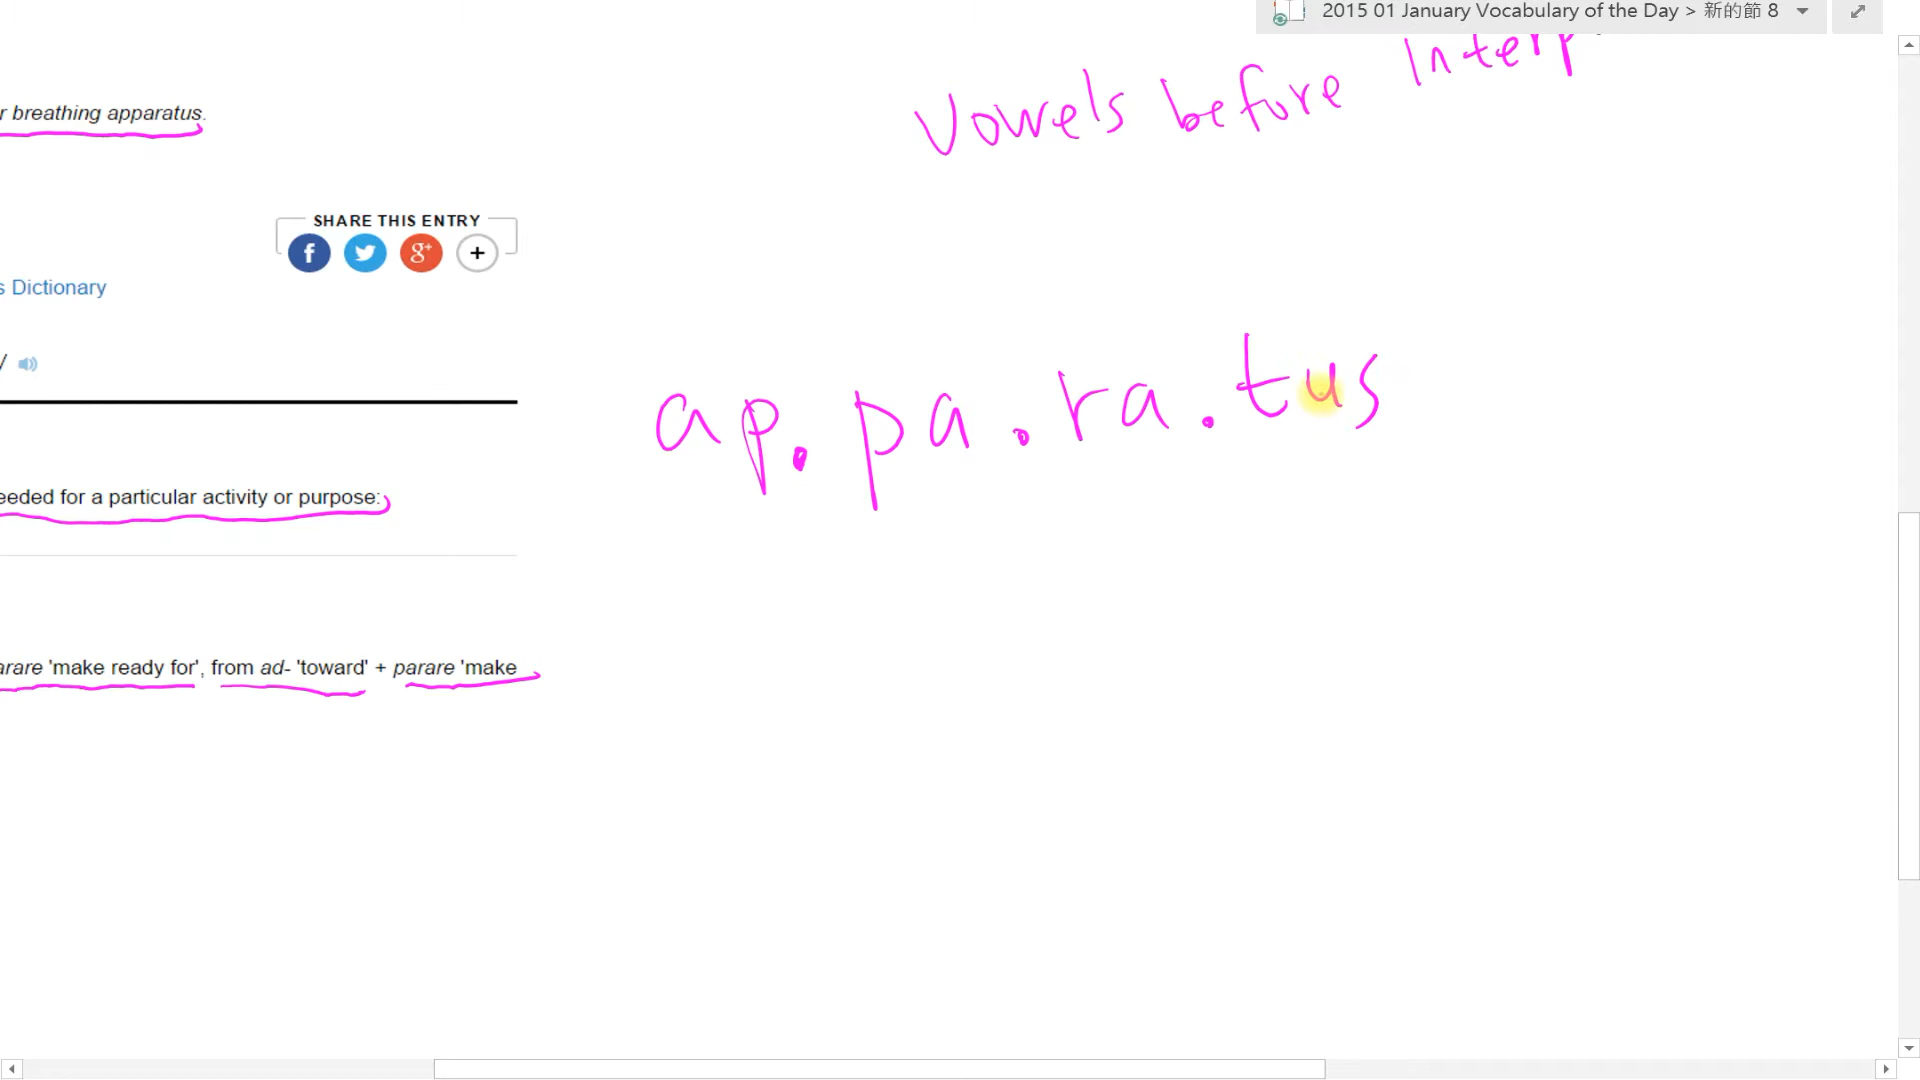 2015 01 January Vocabulary of the Day > 新的節 8
Vowels before
r breathing apparatus.
SHARE THIS ENTRY
s Dictionary
/
ap.pa.ra.tus
eeded for a particular activity or purpose:
arare 'make ready for', from ad- 'toward' + parare 'make